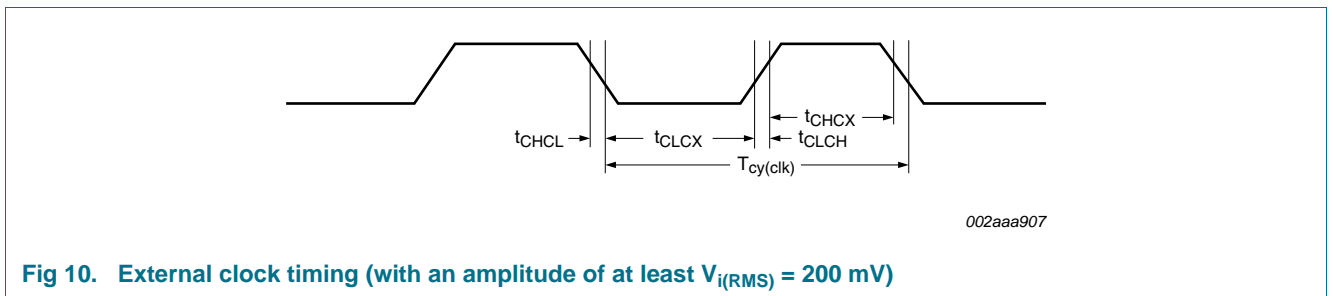 tCHCX
tCHCL tCLCX tCLCH
Tcy(clk)
002aaa907
Fig 10. External clock timing (with an amplitude of at least Vi(RMS) = 200 mV)